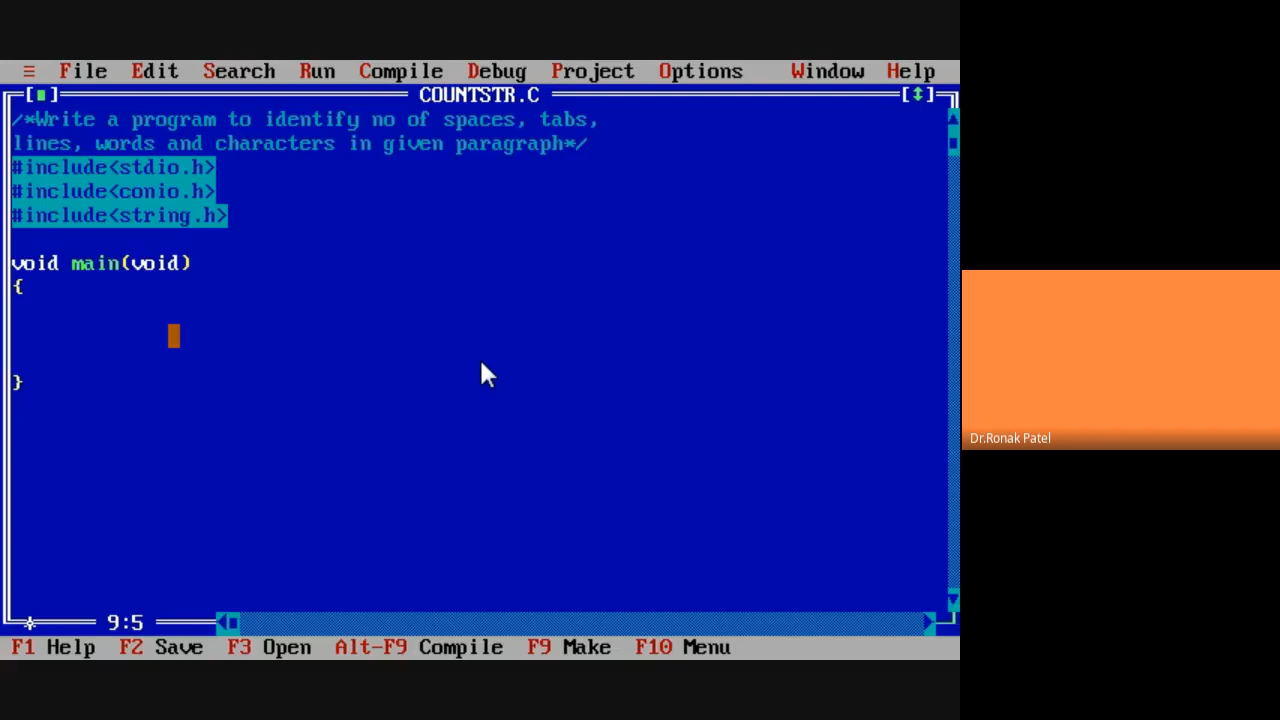 ≡ File Edit Search Run Compile Debug Project Options Window Help
[■] COUNTSTR.C [↕]
/*Write a program to identify no of spaces, tabs,
lines, words and characters in given paragraph*/
#include<stdio.h>
#include<conio.h>
#include<string.h>
void main(void)
{
}
9:5
F1 Help F2 Save F3 Open Alt-F9 Compile F9 Make F10 Menu
Dr.Ronak Patel